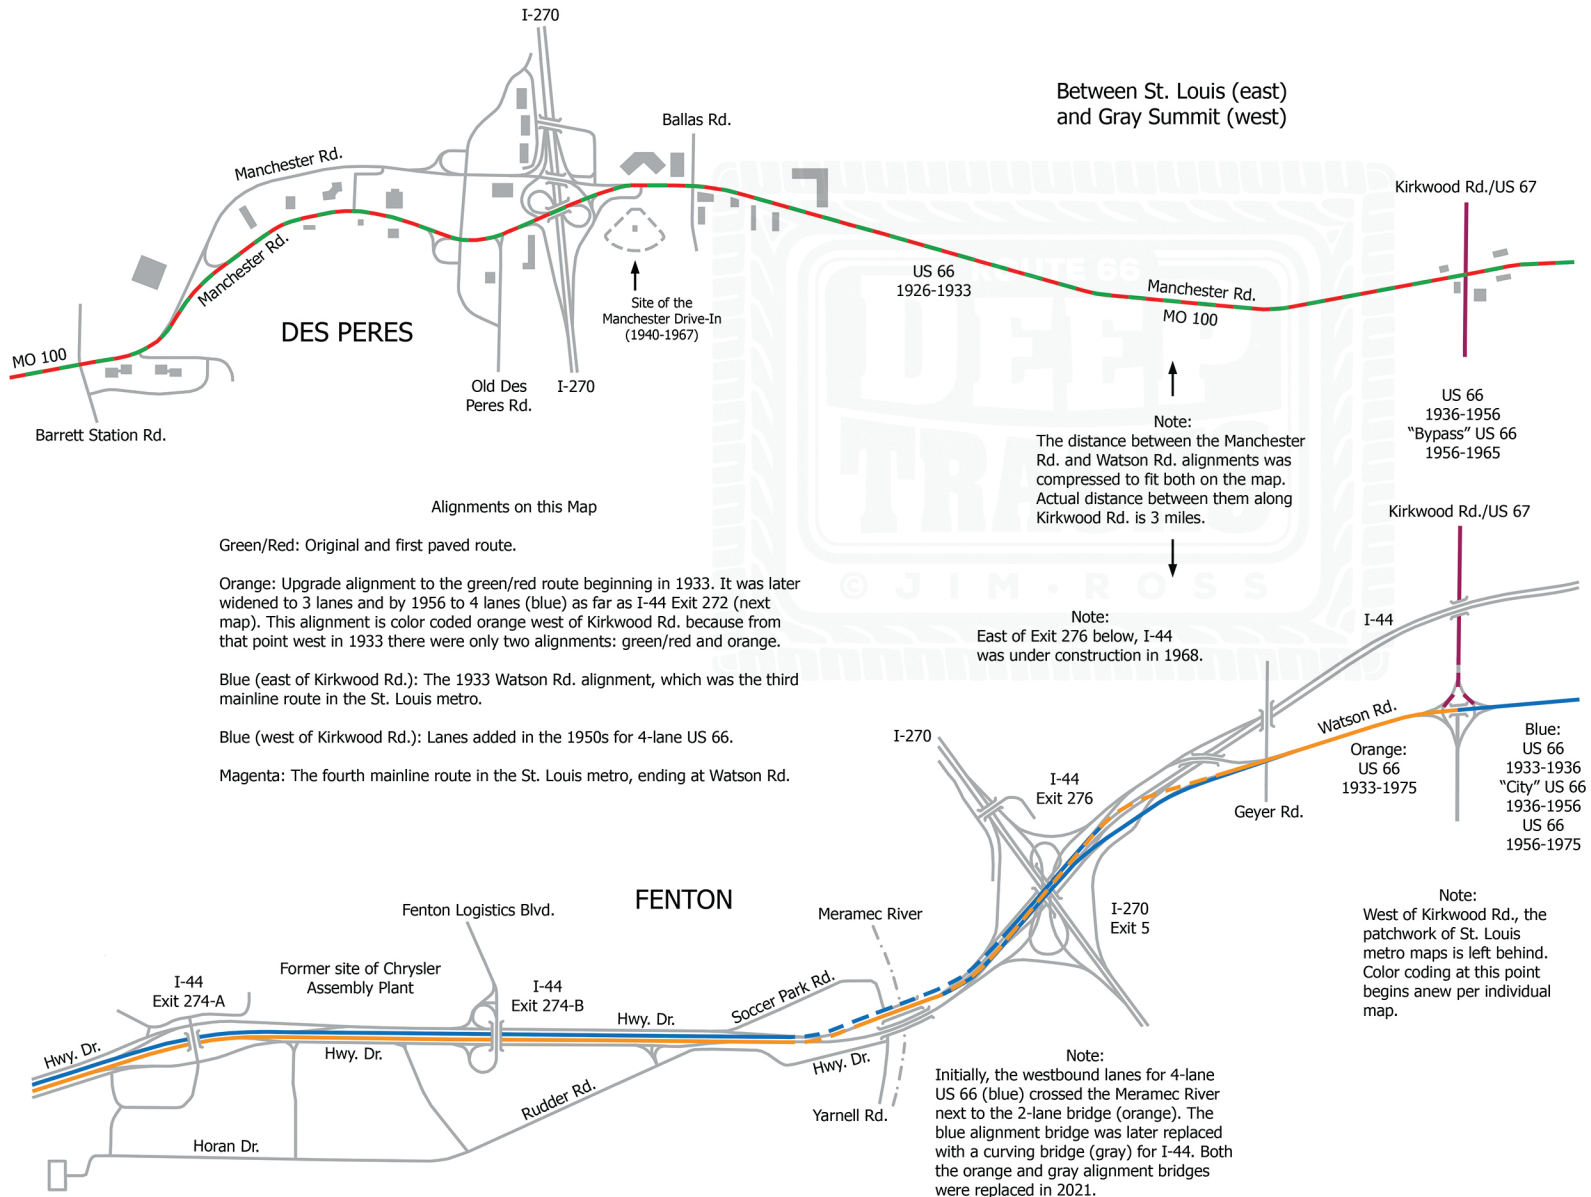 I-270
Between St. Louis (east)
and Gray Summit (west)
Ballas Rd.
Manchester Rd.
Kirkwood Rd./US 67
Manchester Rd.
ROUTE 66
US 66
1926-1933
Manchester Rd.
MO 100
Site of the
Manchester Drive-In
(1940-1967)
DES PERES
MO 100
Old Des
Peres Rd.
I-270
Barrett Station Rd.
DEEP
TRACKS
© JIM · ROSS
US 66
1936-1956
“Bypass” US 66
1956-1965
Note:
The distance between the Manchester
Rd. and Watson Rd. alignments was
compressed to fit both on the map.
Actual distance between them along
Kirkwood Rd. is 3 miles.
Alignments on this Map
Green/Red: Original and first paved route.
Orange: Upgrade alignment to the green/red route beginning in 1933. It was later
widened to 3 lanes and by 1956 to 4 lanes (blue) as far as I-44 Exit 272 (next
map). This alignment is color coded orange west of Kirkwood Rd. because from
that point west in 1933 there were only two alignments: green/red and orange.
Blue (east of Kirkwood Rd.): The 1933 Watson Rd. alignment, which was the third
mainline route in the St. Louis metro.
Blue (west of Kirkwood Rd.): Lanes added in the 1950s for 4-lane US 66.
Magenta: The fourth mainline route in the St. Louis metro, ending at Watson Rd.
Kirkwood Rd./US 67
Note:
East of Exit 276 below, I-44
was under construction in 1968.
I-44
Watson Rd.
I-270
I-44
Exit 276
Orange:
US 66
1933-1975
Blue:
US 66
1933-1936
“City” US 66
1936-1956
US 66
1956-1975
Geyer Rd.
FENTON
Fenton Logistics Blvd.
Meramec River
I-270
Exit 5
Note:
West of Kirkwood Rd., the
patchwork of St. Louis
metro maps is left behind.
Color coding at this point
begins anew per individual
map.
I-44
Exit 274-A
Former site of Chrysler
Assembly Plant
I-44
Exit 274-B
Soccer Park Rd.
Hwy. Dr.
Hwy. Dr.
Hwy. Dr.
Hwy. Dr.
Rudder Rd.
Yarnell Rd.
Horan Dr.
Note:
Initially, the westbound lanes for 4-lane
US 66 (blue) crossed the Meramec River
next to the 2-lane bridge (orange). The
blue alignment bridge was later replaced
with a curving bridge (gray) for I-44. Both
the orange and gray alignment bridges
were replaced in 2021.